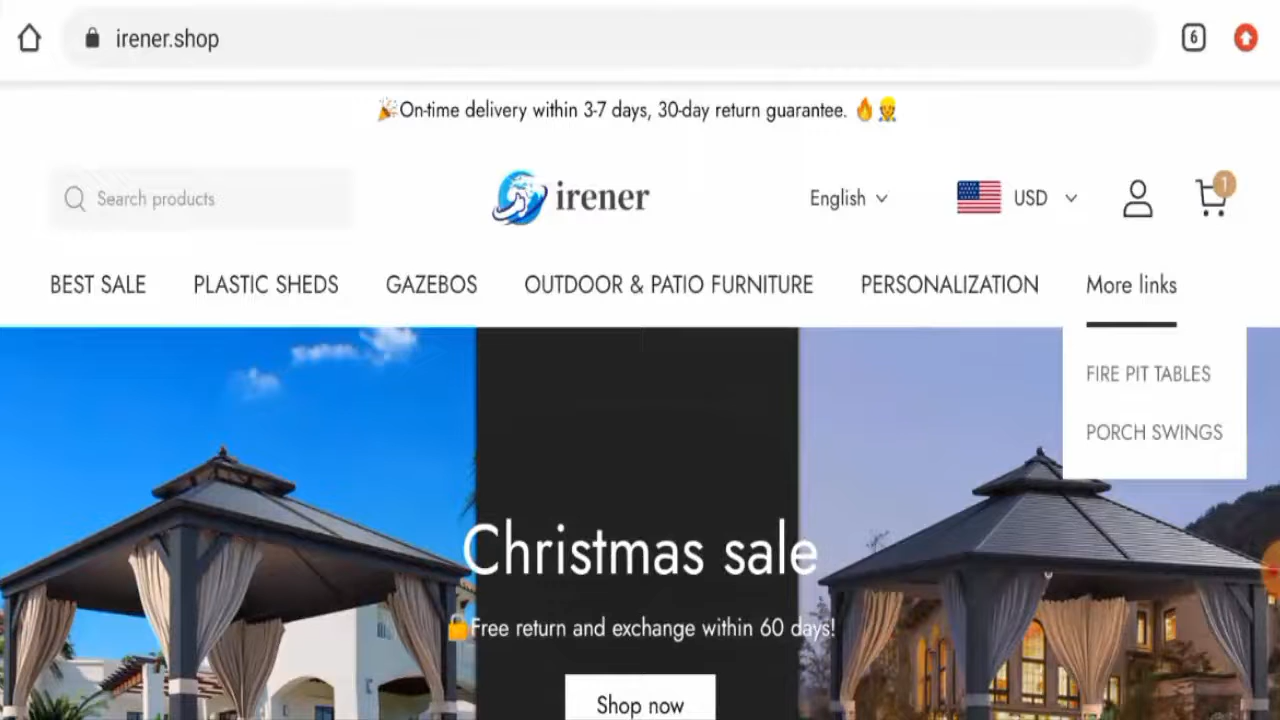 irener.shop
6
🎉On-time delivery within 3-7 days, 30-day return guarantee. 🔥👷
Search products
irener
English
USD
1
BEST SALE
PLASTIC SHEDS
GAZEBOS
OUTDOOR & PATIO FURNITURE
PERSONALIZATION
More links
FIRE PIT TABLES
PORCH SWINGS
Christmas sale
🔒Free return and exchange within 60 days!
Shop now